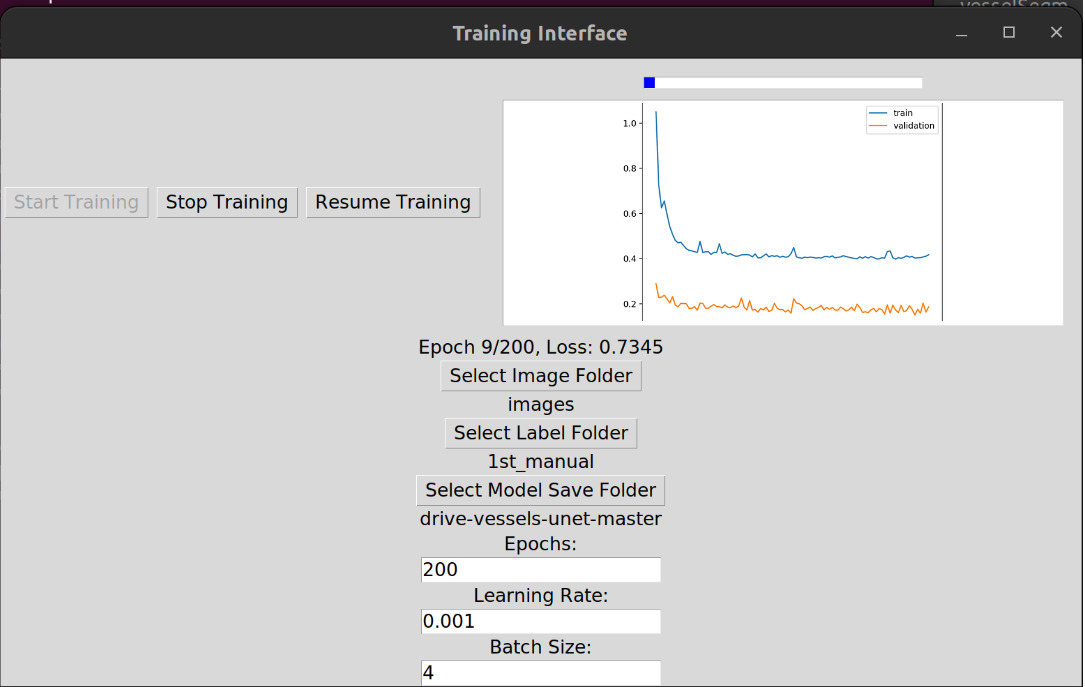 Training Interface
train
validation
1.0
0.8
0.6
0.4
0.2
Start Training Stop Training Resume Training
Epoch 9/200, Loss: 0.7345
Select Image Folder
images
Select Label Folder
1st_manual
Select Model Save Folder
drive-vessels-unet-master
Epochs:
200
Learning Rate:
0.001
Batch Size:
4